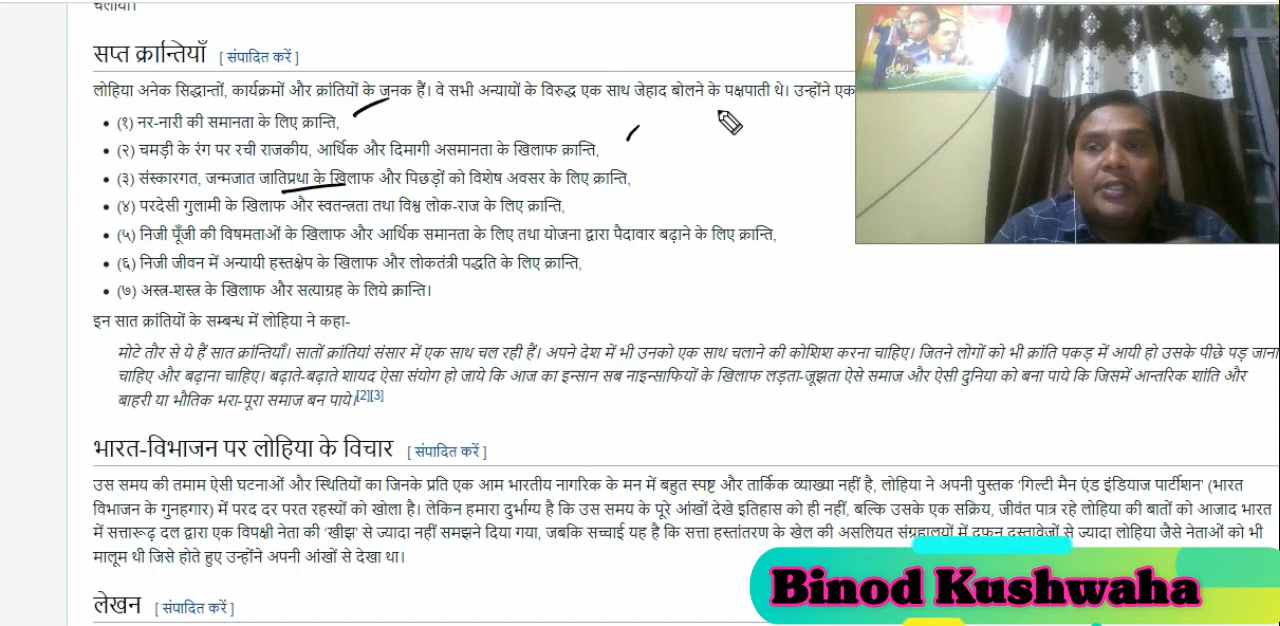 चलाया।
सप्त क्रान्तियाँ [ संपादित करें ]
लोहिया अनेक सिद्धान्तों, कार्यक्रमों और क्रांतियों के जनक हैं। वे सभी अन्यायों के विरुद्ध एक साथ जेहाद बोलने के पक्षपाती थे। उन्होंने एक
• (१) नर-नारी की समानता के लिए क्रान्ति,
• (२) चमड़ी के रंग पर रची राजकीय, आर्थिक और दिमागी असमानता के खिलाफ क्रान्ति,
• (३) संस्कारगत, जन्मजात जातिप्रथा के खिलाफ और पिछड़ों को विशेष अवसर के लिए क्रान्ति,
• (४) परदेसी गुलामी के खिलाफ और स्वतन्त्रता तथा विश्व लोक-राज के लिए क्रान्ति,
• (५) निजी पूँजी की विषमताओं के खिलाफ और आर्थिक समानता के लिए तथा योजना द्वारा पैदावार बढ़ाने के लिए क्रान्ति,
• (६) निजी जीवन में अन्यायी हस्तक्षेप के खिलाफ और लोकतंत्री पद्धति के लिए क्रान्ति,
• (७) अस्त्र-शस्त्र के खिलाफ और सत्याग्रह के लिये क्रान्ति।
इन सात क्रांतियों के सम्बन्ध में लोहिया ने कहा-
मोटे तौर से ये हैं सात क्रांन्तियाँ। सातों क्रांतियां संसार में एक साथ चल रही हैं। अपने देश में भी उनको एक साथ चलाने की कोशिश करना चाहिए। जितने लोगों को भी क्रांति पकड़ में आयी हो उसके पीछे पड़ जाना
चाहिए और बढ़ाना चाहिए। बढ़ाते-बढ़ाते शायद ऐसा संयोग हो जाये कि आज का इन्सान सब नाइन्साफियों के खिलाफ लड़ता-जूझता ऐसे समाज और ऐसी दुनिया को बना पाये कि जिसमें आन्तरिक शांति और
बाहरी या भौतिक भरा-पूरा समाज बन पाये।[2][3]
भारत-विभाजन पर लोहिया के विचार [ संपादित करें ]
उस समय की तमाम ऐसी घटनाओं और स्थितियों का जिनके प्रति एक आम भारतीय नागरिक के मन में बहुत स्पष्ट और तार्किक व्याख्या नहीं है, लोहिया ने अपनी पुस्तक 'गिल्टी मैन एंड इंडियाज पार्टीशन' (भारत
विभाजन के गुनहगार) में परद दर परत रहस्यों को खोला है। लेकिन हमारा दुर्भाग्य है कि उस समय के पूरे आंखों देखे इतिहास को ही नहीं, बल्कि उसके एक सक्रिय, जीवंत पात्र रहे लोहिया की बातों को आजाद भारत
में सत्तारूढ़ दल द्वारा एक विपक्षी नेता की 'खीझ' से ज्यादा नहीं समझने दिया गया, जबकि सच्चाई यह है कि सत्ता हस्तांतरण के खेल की असलियत संग्रहालयों में दफन दस्तावेजों से ज्यादा लोहिया जैसे नेताओं को भी
मालूम थी जिसे होते हुए उन्होंने अपनी आंखों से देखा था।
Binod Kushwaha
लेखन [ संपादित करें ]